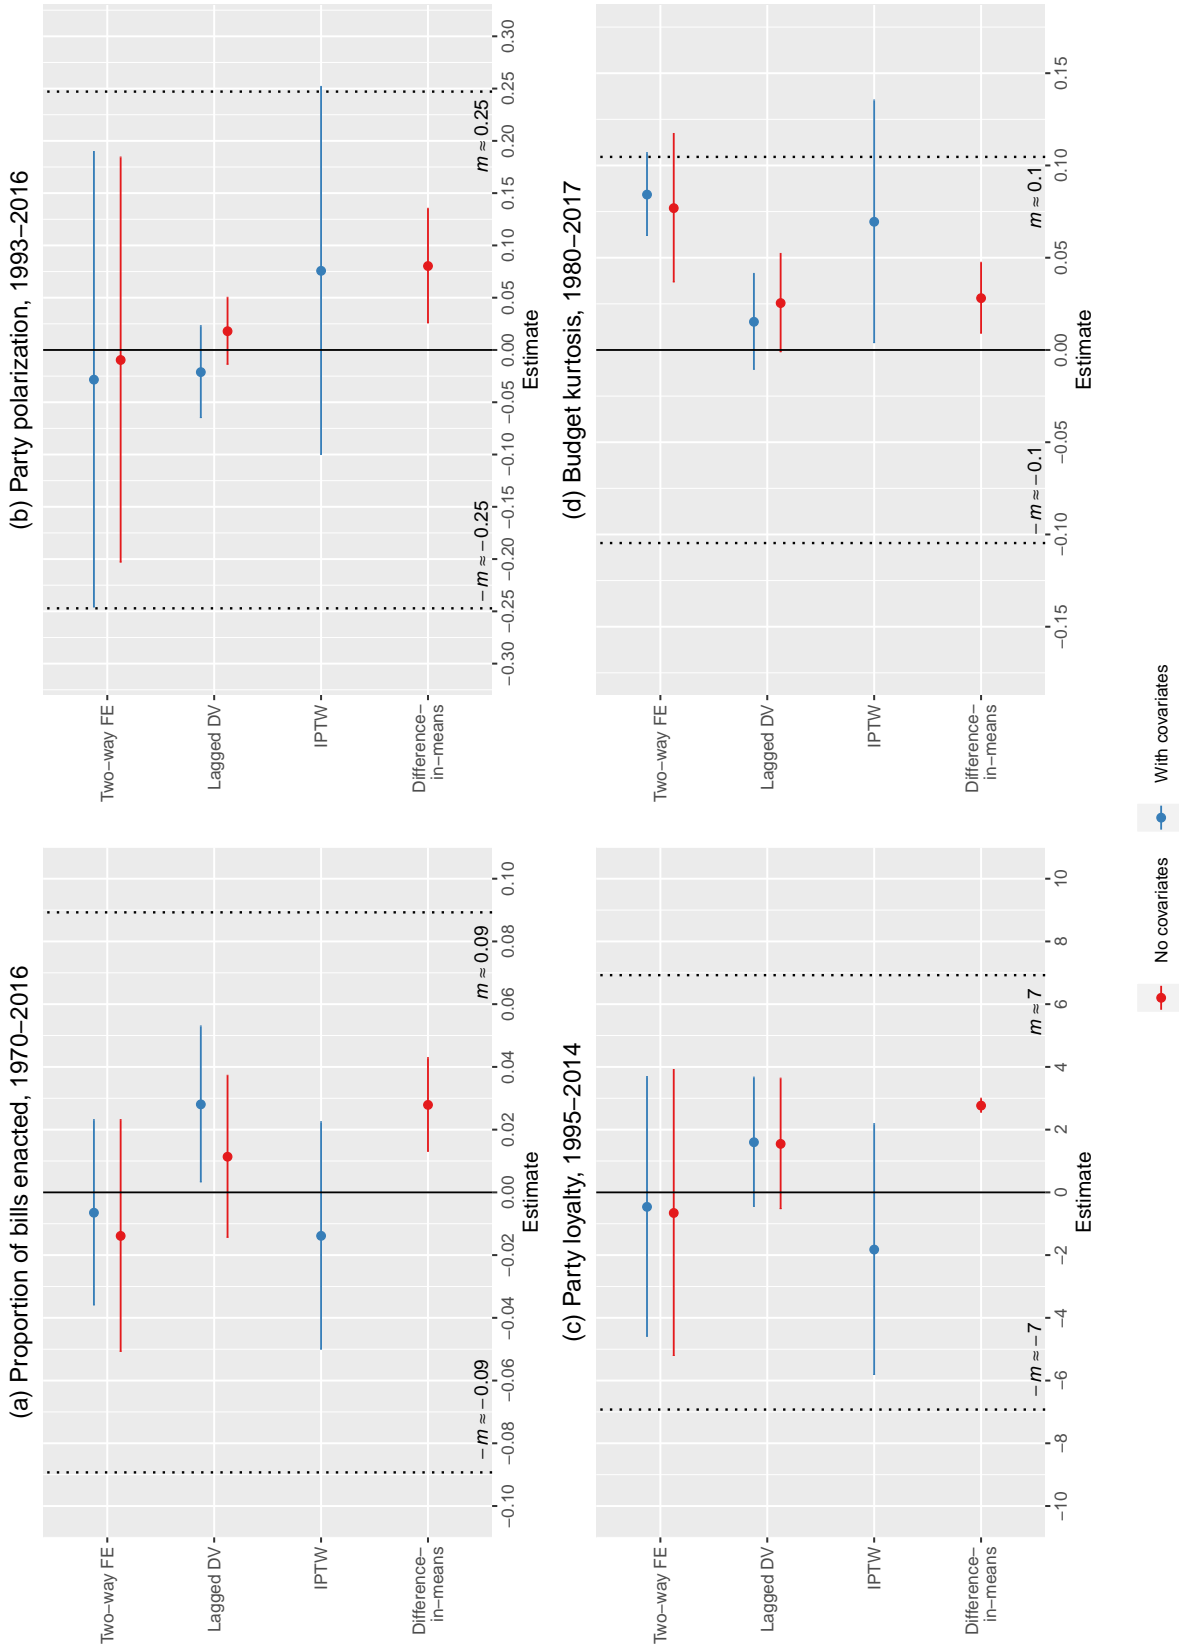 (a) Proportion of bills enacted, 1970−2016
Two−way FE
Lagged DV
IPTW
Difference−
in−means
−m ≈ −0.09
m ≈ 0.09
−0.10 −0.08 −0.06 −0.04 −0.02 0.00 0.02 0.04 0.06 0.08 0.10
Estimate
(b) Party polarization, 1993−2016
Two−way FE
Lagged DV
IPTW
Difference−
in−means
−m ≈ −0.25
m ≈ 0.25
−0.30 −0.25 −0.20 −0.15 −0.10 −0.05 0.00 0.05 0.10 0.15 0.20 0.25 0.30
Estimate
(c) Party loyalty, 1995−2014
Two−way FE
Lagged DV
IPTW
Difference−
in−means
−m ≈ −7
m ≈ 7
−10 −8 −6 −4 −2 0 2 4 6 8 10
Estimate
(d) Budget kurtosis, 1980−2017
Two−way FE
Lagged DV
IPTW
Difference−
in−means
−m ≈ −0.1
m ≈ 0.1
−0.15 −0.10 −0.05 0.00 0.05 0.10 0.15
Estimate
No covariates With covariates